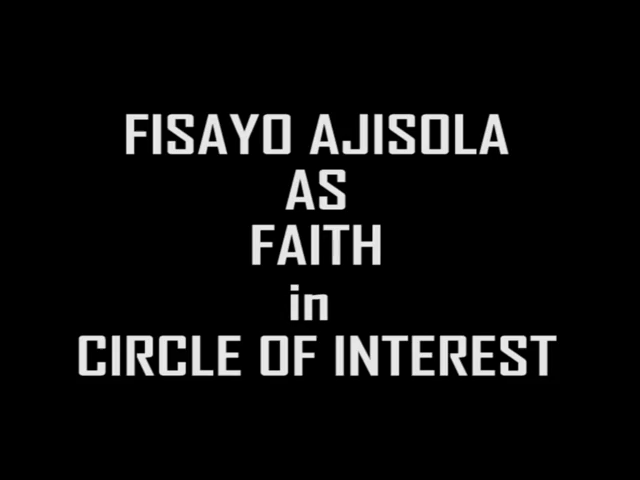 FISAYO AJISOLA
AS
FAITH
in
CIRCLE OF INTEREST